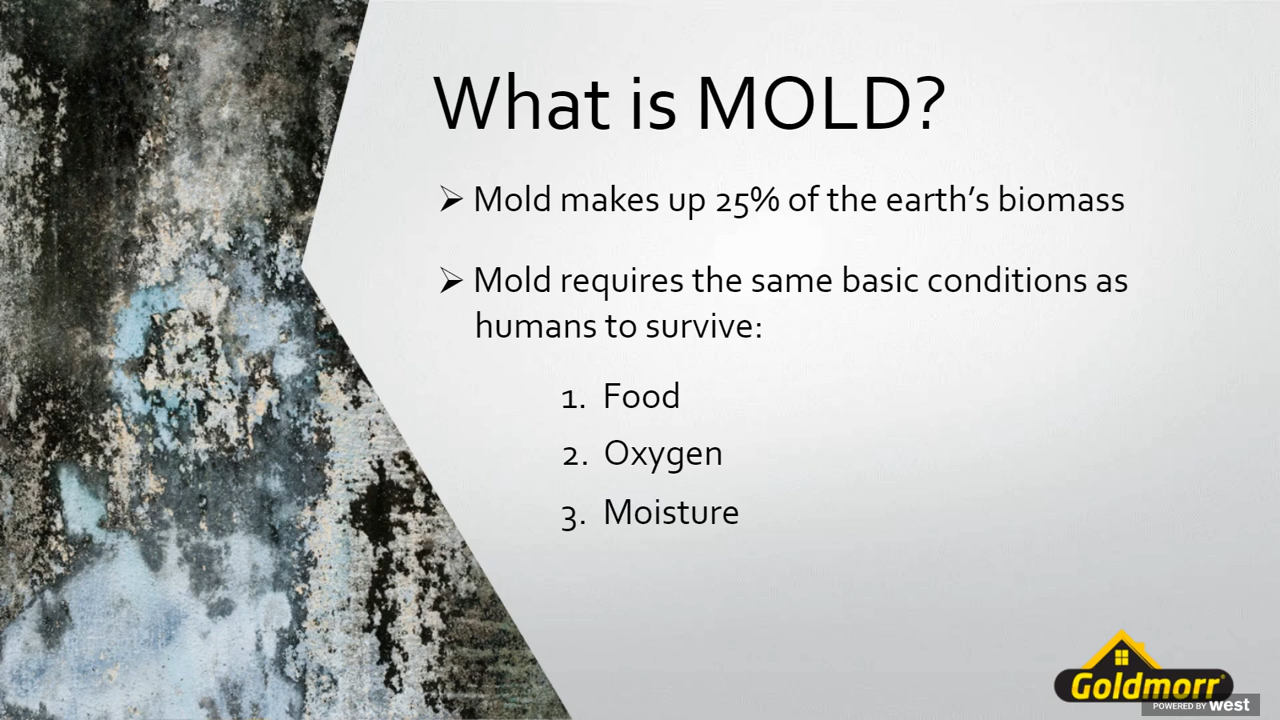 What is MOLD?
➢ Mold makes up 25% of the earth’s biomass
➢ Mold requires the same basic conditions as
humans to survive:
1. Food
2. Oxygen
3. Moisture
Goldmorr®
POWERED BY west